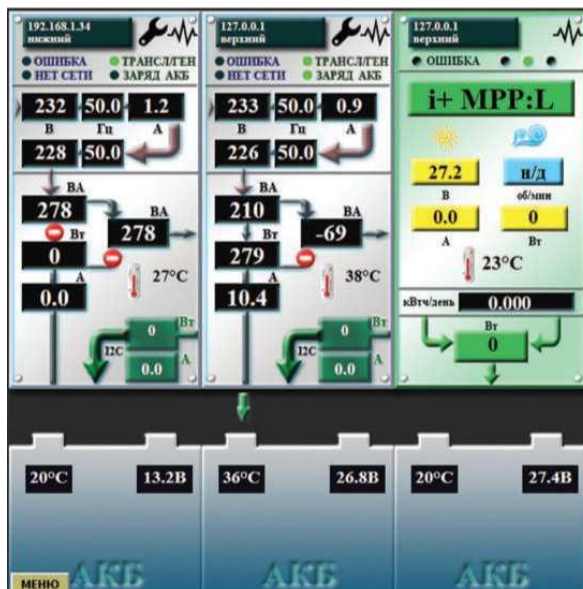 192.168.1.34
нижний
ОШИБКА ТРАНСЛ/ГЕН
НЕТ СЕТИ ЗАРЯД АКБ
232 50.0 1.2
В Гц А
228 50.0
ВА
278
ВА
Вт 278
0
А
0.0
27°C
Вт
0
I2C
А
0.0
127.0.0.1
верхний
ОШИБКА ТРАНСЛ/ГЕН
НЕТ СЕТИ ЗАРЯД АКБ
233 50.0 0.9
В Гц А
226 50.0
ВА
210
ВА
Вт -69
279
А
10.4
38°C
Вт
0
I2C
А
0.0
127.0.0.1
верхний
ОШИБКА
i+ MPP:L
27.2 н/д
В об/мин
0.0 0
А Вт
23°C
кВтч/день 0.000
Вт
0
20°C 13.2В
АКБ
МЕНЮ
36°C 26.8В
АКБ
20°C 27.4В
АКБ